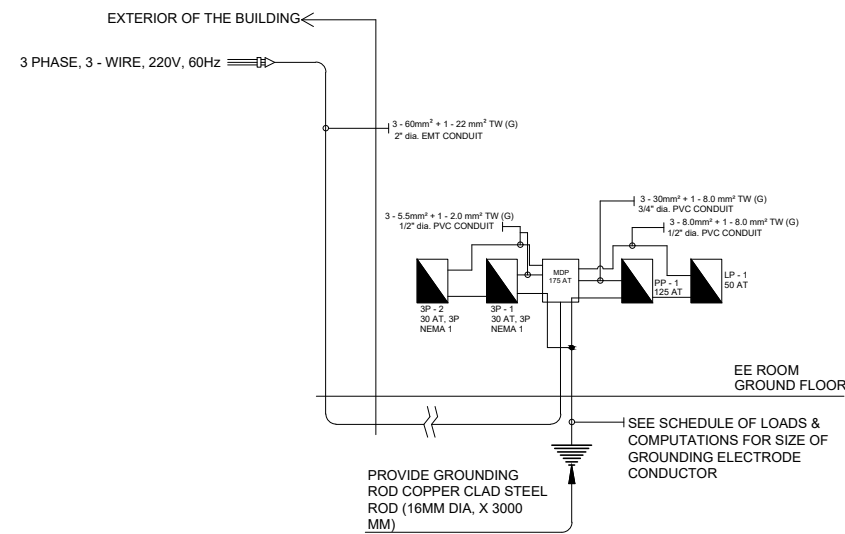 EXTERIOR OF THE BUILDING
3 PHASE, 3 - WIRE, 220V, 60Hz
3 - 60mm² + 1 - 22 mm² TW (G)
2" dia. EMT CONDUIT
3 - 30mm² + 1 - 8.0 mm² TW (G)
3/4" dia. PVC CONDUIT
3 - 5.5mm² + 1 - 2.0 mm² TW (G)
1/2" dia. PVC CONDUIT
3 - 8.0mm² + 1 - 8.0 mm² TW (G)
1/2" dia. PVC CONDUIT
MDP
175 AT
3P - 2
30 AT, 3P
NEMA 1
3P - 1
30 AT, 3P
NEMA 1
PP - 1
125 AT
LP - 1
50 AT
EE ROOM
GROUND FLOOR
SEE SCHEDULE OF LOADS &
COMPUTATIONS FOR SIZE OF
GROUNDING ELECTRODE
CONDUCTOR
PROVIDE GROUNDING
ROD COPPER CLAD STEEL
ROD (16MM DIA, X 3000
MM)